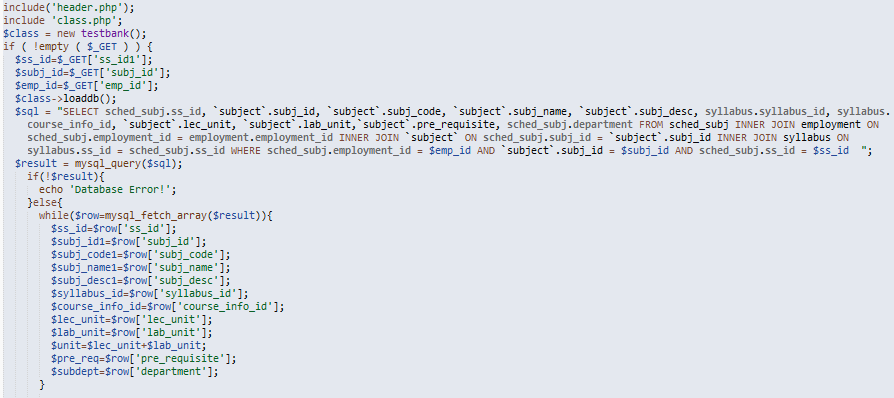 include('header.php');
include 'class.php';
$class = new testbank();
if ( !empty ( $_GET ) ) {
$ss_id=$_GET['ss_id1'];
$subj_id=$_GET['subj_id'];
$emp_id=$_GET['emp_id'];
$class->loaddb();
$sql = "SELECT sched_subj.ss_id, `subject`.subj_id, `subject`.subj_code, `subject`.subj_name, `subject`.subj_desc, syllabus.syllabus_id, syllabus.
course_info_id, `subject`.lec_unit, `subject`.lab_unit,`subject`.pre_requisite, sched_subj.department FROM sched_subj INNER JOIN employment ON
sched_subj.employment_id = employment.employment_id INNER JOIN `subject` ON sched_subj.subj_id = `subject`.subj_id INNER JOIN syllabus ON
syllabus.ss_id = sched_subj.ss_id WHERE sched_subj.employment_id = $emp_id AND `subject`.subj_id = $subj_id AND sched_subj.ss_id = $ss_id  ";
$result = mysql_query($sql);
if(!$result){
echo 'Database Error!';
}else{
while($row=mysql_fetch_array($result)){
$ss_id=$row['ss_id'];
$subj_id1=$row['subj_id'];
$subj_code1=$row['subj_code'];
$subj_name1=$row['subj_name'];
$subj_desc1=$row['subj_desc'];
$syllabus_id=$row['syllabus_id'];
$course_info_id=$row['course_info_id'];
$lec_unit=$row['lec_unit'];
$lab_unit=$row['lab_unit'];
$unit=$lec_unit+$lab_unit;
$pre_req=$row['pre_requisite'];
$subdept=$row['department'];
}